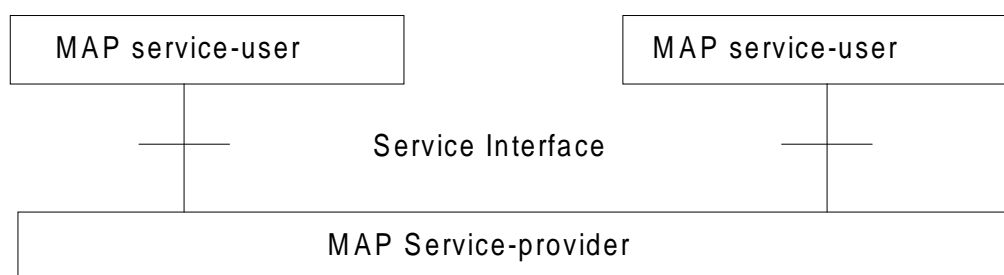 MAP service-user
MAP service-user
Service Interface
MAP Service-provider